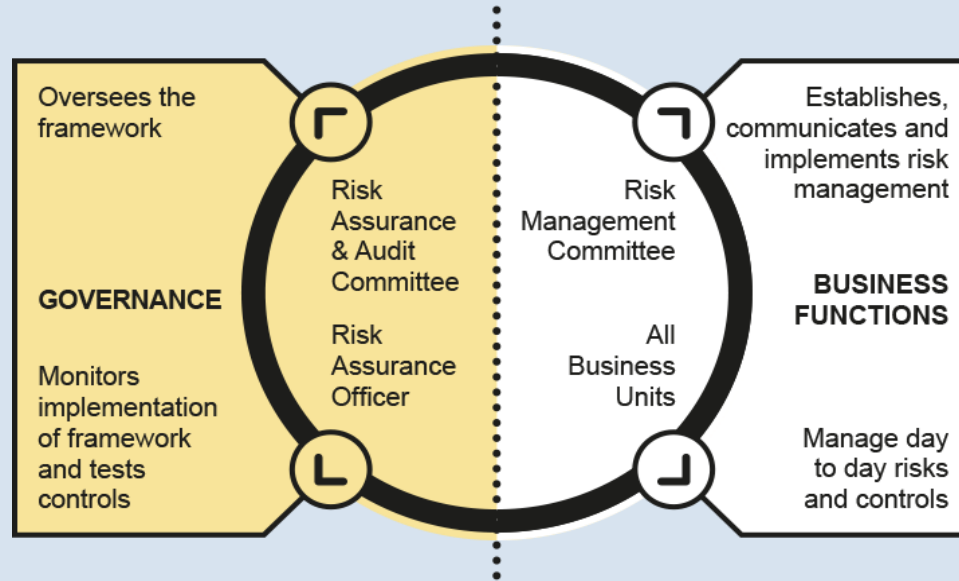 Oversees the
framework
Risk
Assurance
& Audit
Committee
GOVERNANCE
Risk
Assurance
Officer
Monitors
implementation
of framework
and tests
controls
Establishes,
communicates and
implements risk
management
Risk
Management
Committee
BUSINESS
FUNCTIONS
All
Business
Units
Manage day
to day risks
and controls